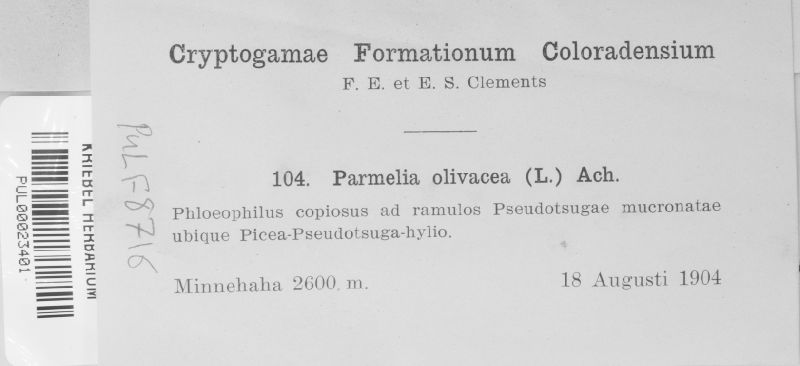 Cryptogamae Formationum Coloradensium
F. E. et E. S. Clements
104. Parmelia olivacea (L.) Ach.
Phloeophilus copiosus ad ramulos Pseudotsugae mucronatae
ubique Picea-Pseudotsuga-hylio.
Minnehaha 2600 m.
18 Augusti 1904
PUL F8716
KRIEBEL HERBARIUM
PUL00023401